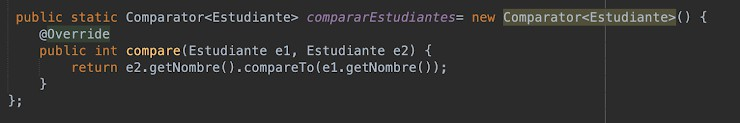 public static Comparator<Estudiante> compararEstudiantes= new Comparator<Estudiante>() {
@Override
public int compare(Estudiante e1, Estudiante e2) {
return e2.getNombre().compareTo(e1.getNombre());
}
};